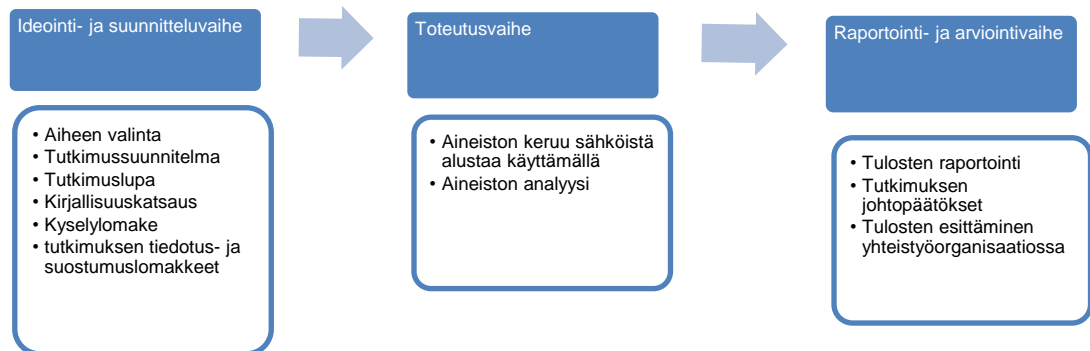 Ideointi- ja suunnitteluvaihe
• Aiheen valinta
• Tutkimussuunnitelma
• Tutkimuslupa
• Kirjallisuuskatsaus
• Kyselylomake
• tutkimuksen tiedotus- ja
suostumuslomakkeet
Toteutusvaihe
• Aineiston keruu sähköistä
alustaa käyttämällä
• Aineiston analyysi
Raportointi- ja arviointivaihe
• Tulosten raportointi
• Tutkimuksen
johtopäätökset
• Tulosten esittäminen
yhteistyöorganisaatiossa